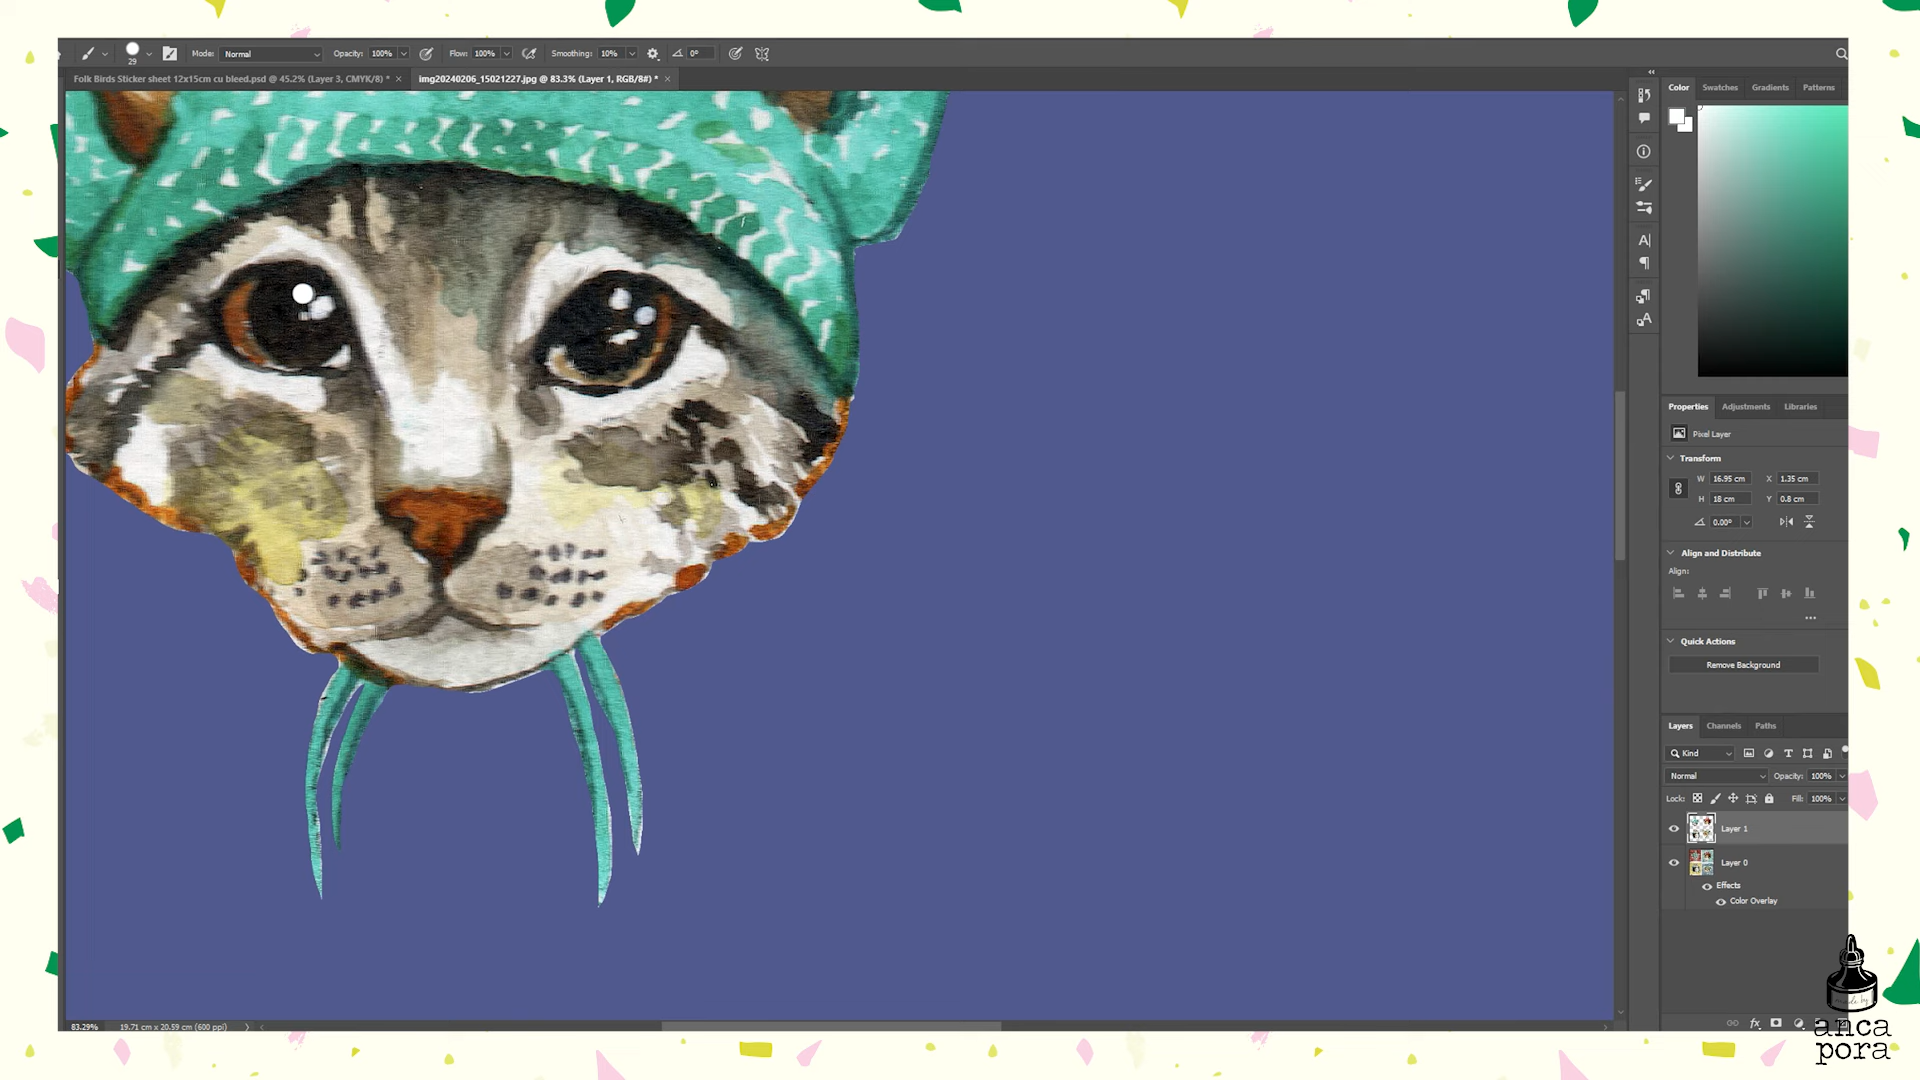 29 Mode: Normal Opacity: 100% Flow: 100% Smoothing: 10% 0°
Folk Birds Sticker sheet 12x15cm cu bleed.psd @ 45.2% (Layer 3, CMYK/8) * × img20240206_15021227.jpg @ 83.3% (Layer 1, RGB/8#) * ×
Color Swatches Gradients Patterns
Properties Adjustments Libraries
Pixel Layer
Transform
W 16.95 cm X 1.35 cm
H 18 cm Y 0.8 cm
0.00°
Align and Distribute
Align:
Quick Actions
Remove Background
Layers Channels Paths
Kind
Normal Opacity: 100%
Lock: Fill: 100%
Layer 1
Layer 0
Effects
Color Overlay
made by
anca
pora
83.29% 19.71 cm x 20.59 cm (600 ppi)